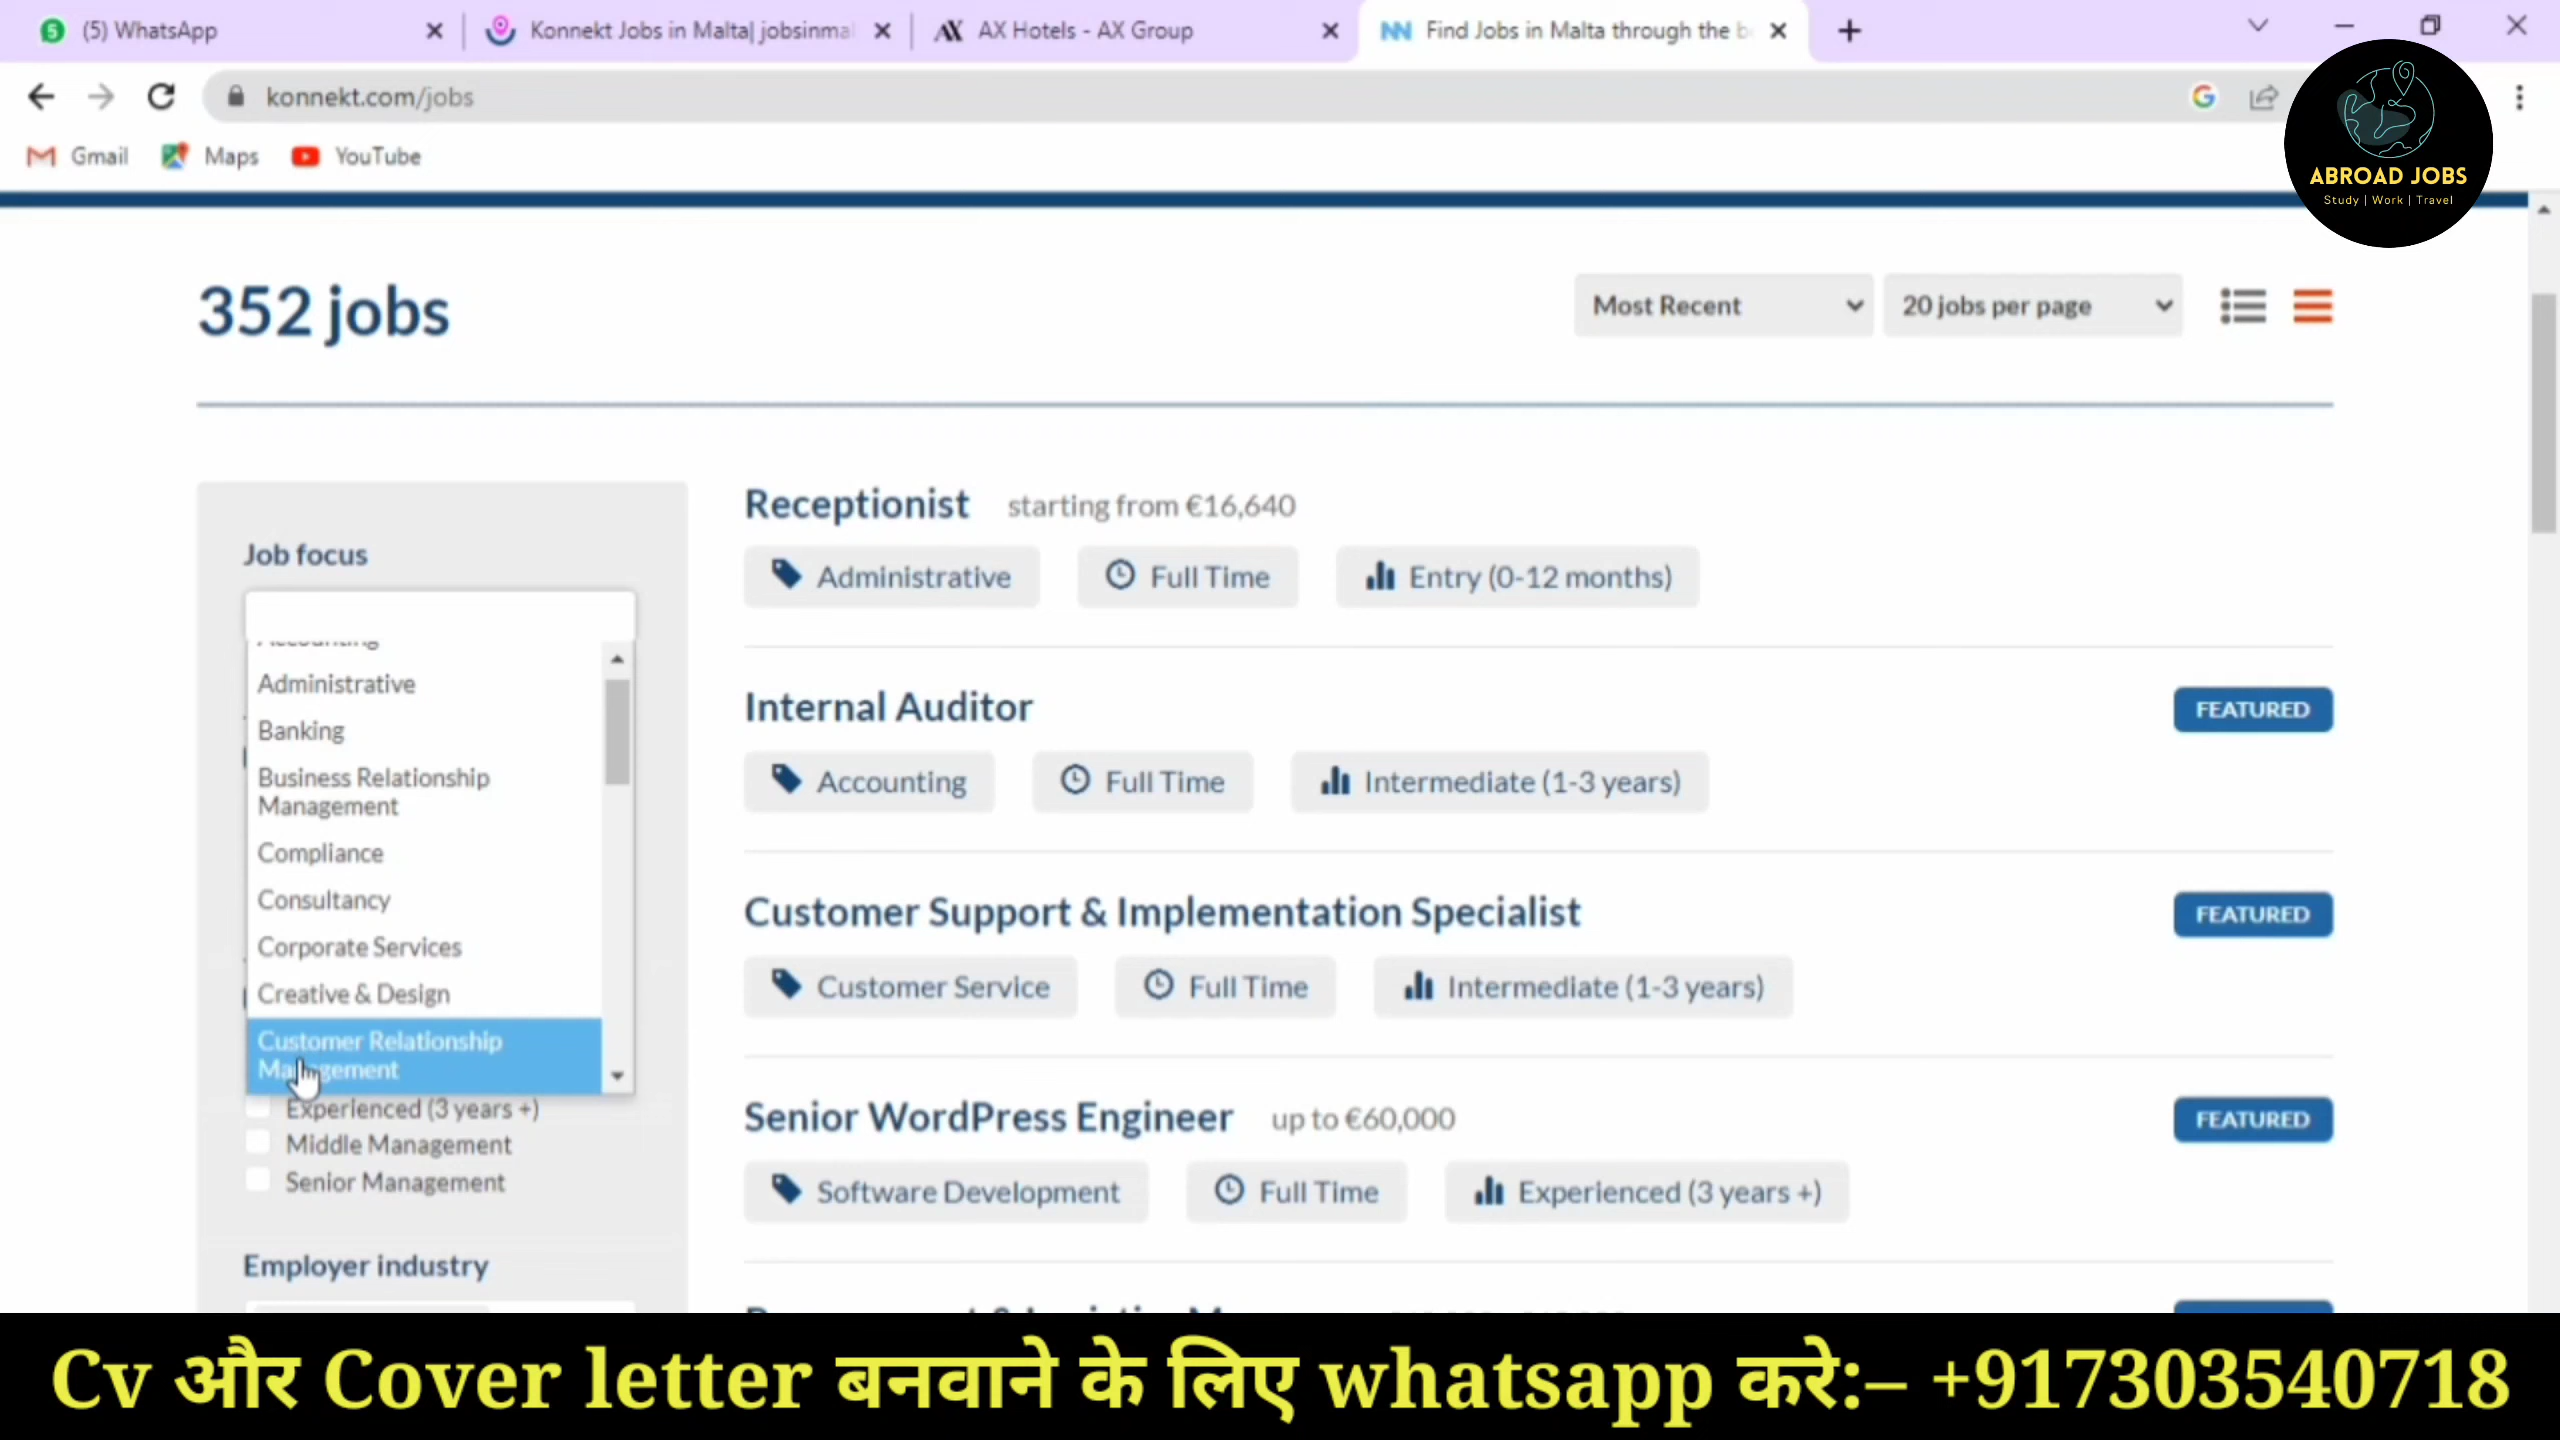 (5) WhatsApp
Konnekt Jobs in Malta| jobsinmal
AX Hotels - AX Group
Find Jobs in Malta through the b
konnekt.com/jobs
Gmail
Maps
YouTube
ABROAD JOBS
Study | Work | Travel
352 jobs
Most Recent
20 jobs per page
Job focus
Accounting
Administrative
Banking
Business Relationship
Management
Compliance
Consultancy
Corporate Services
Creative & Design
Customer Relationship
Management
Experienced (3 years +)
Middle Management
Senior Management
Employer industry
Receptionist starting from €16,640
Administrative Full Time Entry (0-12 months)
Internal Auditor FEATURED
Accounting Full Time Intermediate (1-3 years)
Customer Support & Implementation Specialist FEATURED
Customer Service Full Time Intermediate (1-3 years)
Senior WordPress Engineer up to €60,000 FEATURED
Software Development Full Time Experienced (3 years +)
Cv और Cover letter बनवाने के लिए whatsapp करे:– +917303540718